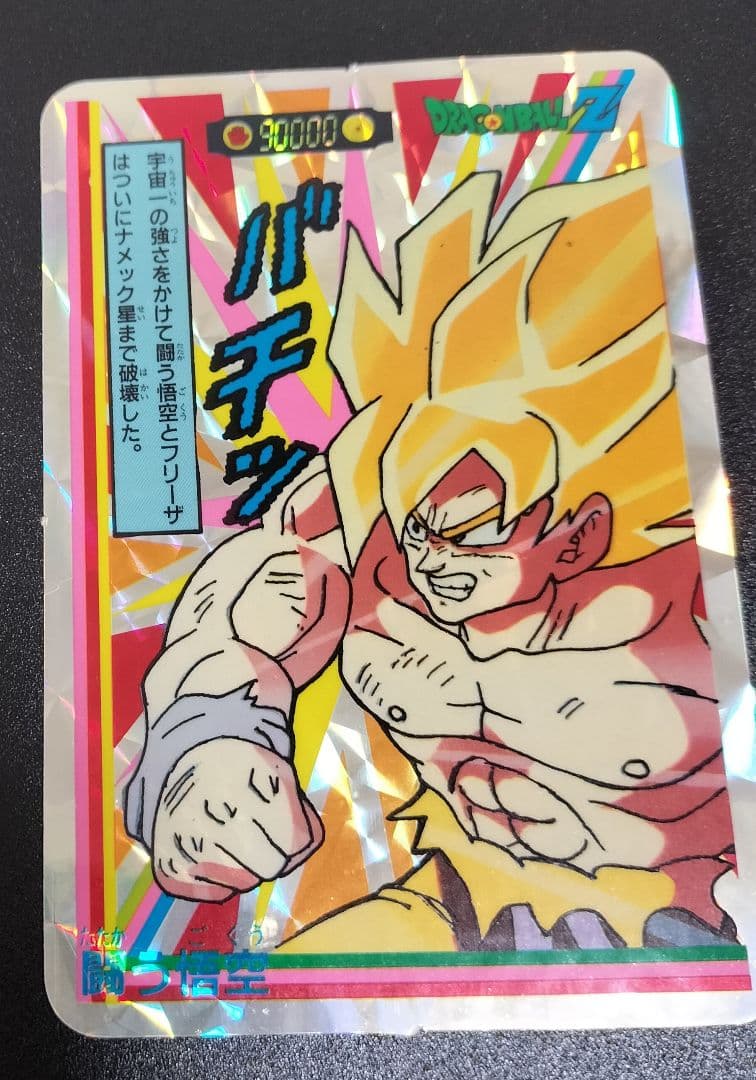 90000
DRAGONBALL Z
宇宙一の強さをかけて闘う悟空とフリーザ
はついにナメック星まで破壊した。
バチッ
闘う悟空